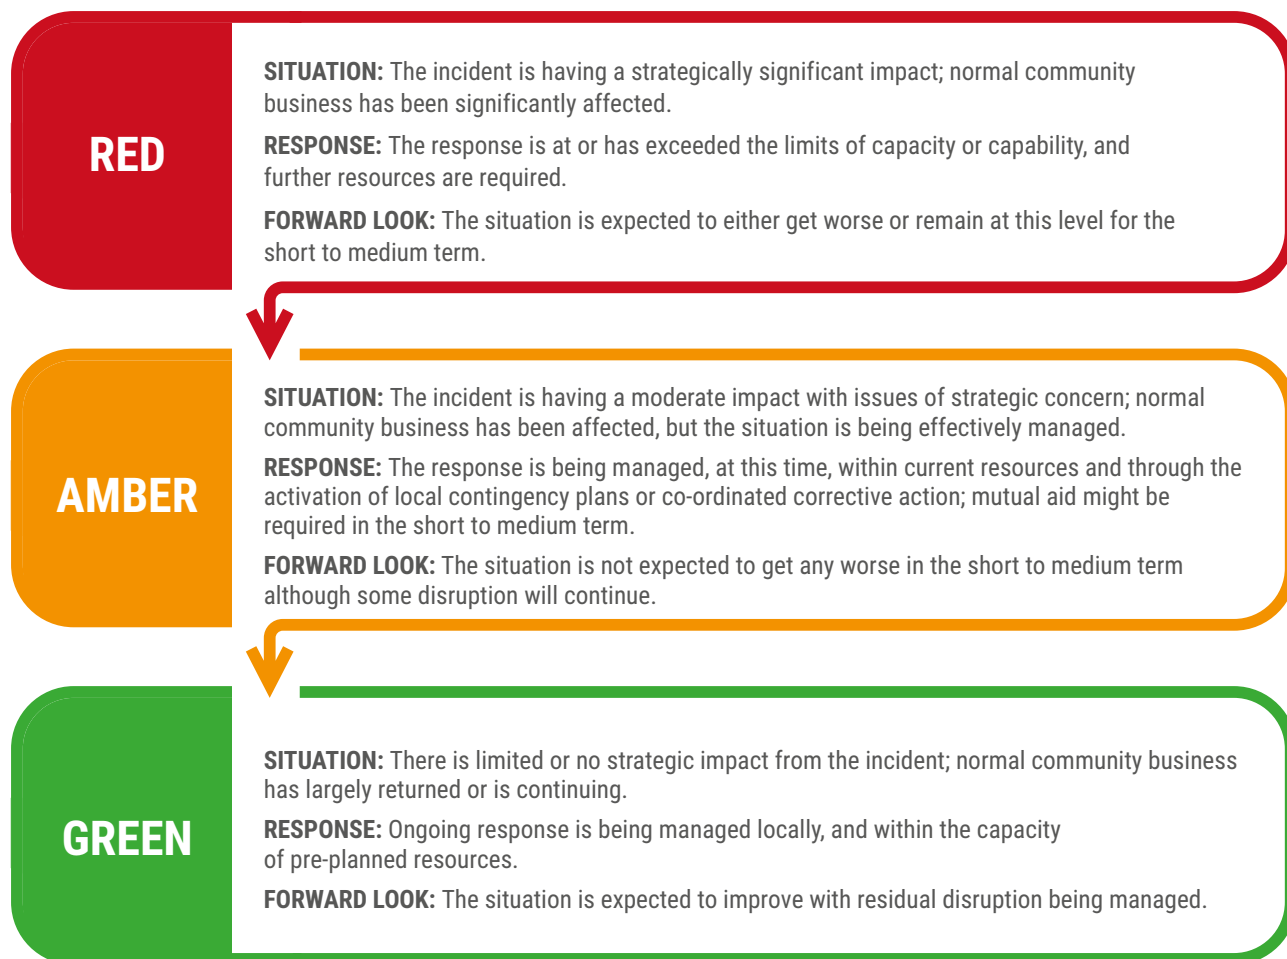 RED
SITUATION: The incident is having a strategically significant impact; normal community
business has been significantly affected.
RESPONSE: The response is at or has exceeded the limits of capacity or capability, and
further resources are required.
FORWARD LOOK: The situation is expected to either get worse or remain at this level for the
short to medium term.
AMBER
SITUATION: The incident is having a moderate impact with issues of strategic concern; normal
community business has been affected, but the situation is being effectively managed.
RESPONSE: The response is being managed, at this time, within current resources and through the
activation of local contingency plans or co-ordinated corrective action; mutual aid might be
required in the short to medium term.
FORWARD LOOK: The situation is not expected to get any worse in the short to medium term
although some disruption will continue.
GREEN
SITUATION: There is limited or no strategic impact from the incident; normal community business
has largely returned or is continuing.
RESPONSE: Ongoing response is being managed locally, and within the capacity
of pre-planned resources.
FORWARD LOOK: The situation is expected to improve with residual disruption being managed.